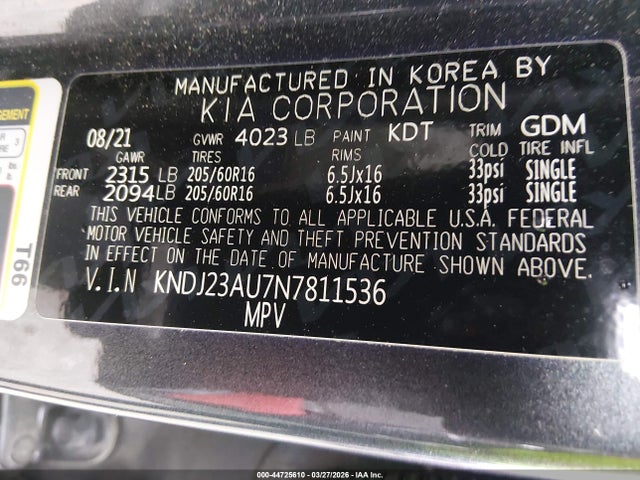 MANUFACTURED IN KOREA BY
KIA CORPORATION
08/21 GVWR 4023 LB PAINT KDT TRIM GDM
GAWR TIRES RIMS COLD TIRE INFL
FRONT 2315 LB 205/60R16 6.5Jx16 33psi SINGLE
REAR 2094LB 205/60R16 6.5Jx16 33psi SINGLE
THIS VEHICLE CONFORMS TO ALL APPLICABLE U.S.A. FEDERAL
MOTOR VEHICLE SAFETY AND THEFT PREVENTION STANDARDS
IN EFFECT ON THE DATE OF MANUFACTURE SHOWN ABOVE.
V.I.N KNDJ23AU7N7811536
MPV
T66
000-44725610 | 03/27/2026 - IAA Inc.